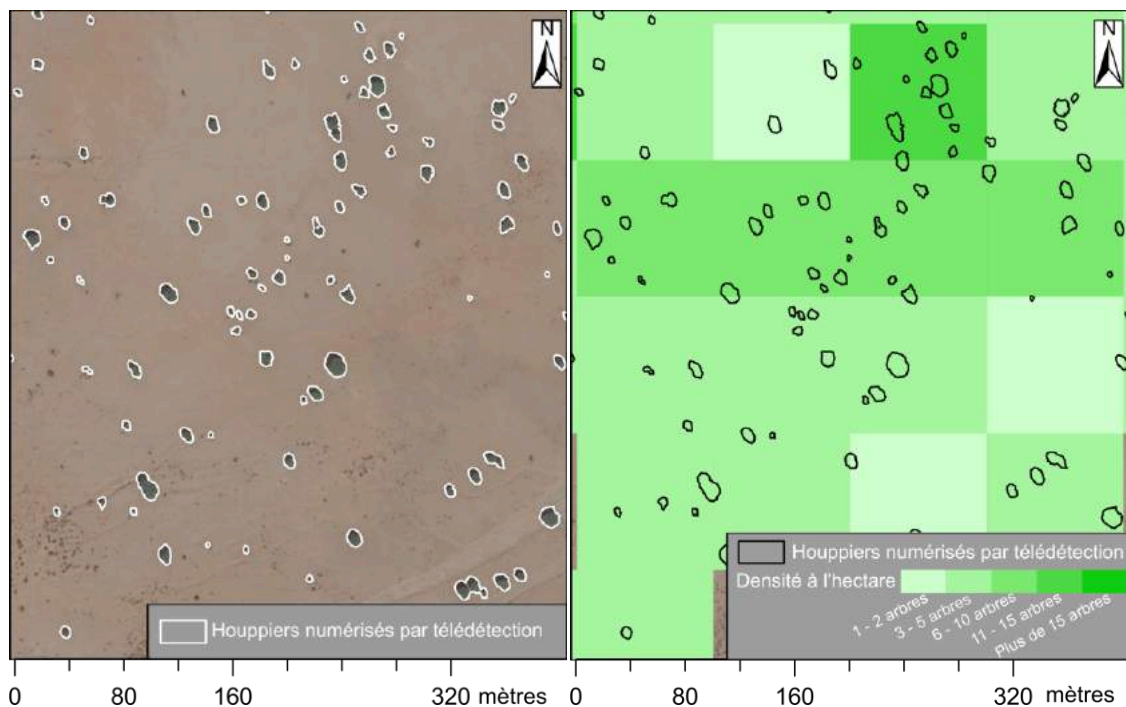 N
Houppiers numérisés par télédétection
0 80 160 320 mètres
N
Houppiers numérisés par télédétection
Densité à l'hectare
1 - 2 arbres
3 - 5 arbres
6 - 10 arbres
11 - 15 arbres
Plus de 15 arbres
0 80 160 320 mètres